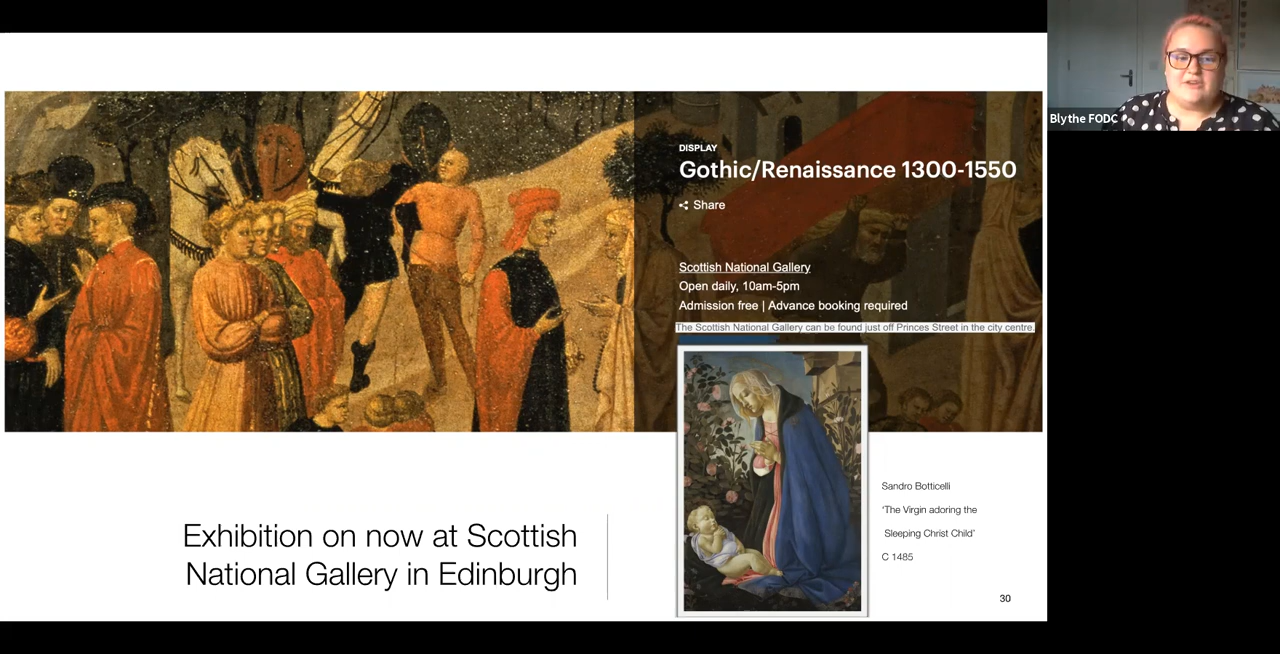 Blythe FODC
DISPLAY
Gothic/Renaissance 1300-1550
Share
Scottish National Gallery
Open daily, 10am-5pm
Admission free | Advance booking required
The Scottish National Gallery can be found just off Princes Street in the city centre.
Exhibition on now at Scottish
National Gallery in Edinburgh
Sandro Botticelli
‘The Virgin adoring the
Sleeping Christ Child’
C 1485
30